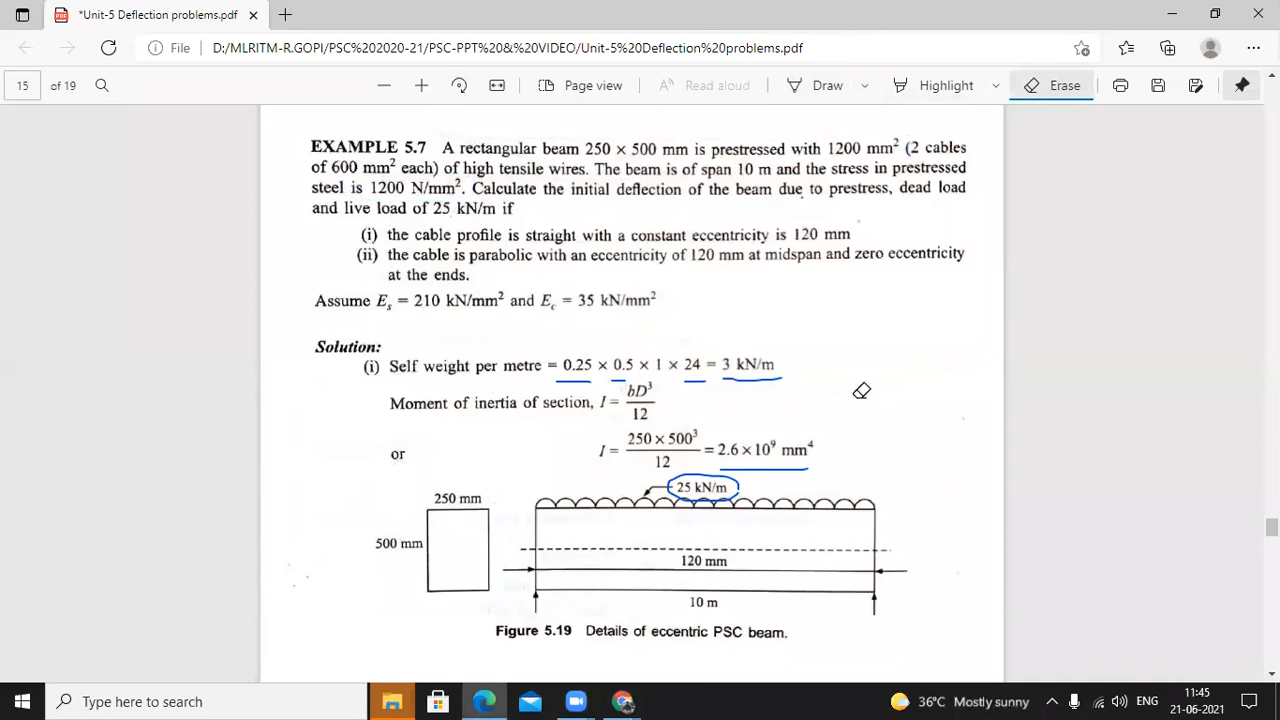 *Unit-5 Deflection problems.pdf
File D:/MLRITM-R.GOPI/PSC%202020-21/PSC-PPT%20&%20VIDEO/Unit-5%20Deflection%20problems.pdf
15 of 19 Page view Read aloud Draw Highlight Erase
EXAMPLE 5.7 A rectangular beam 250 × 500 mm is prestressed with 1200 mm² (2 cables
of 600 mm² each) of high tensile wires. The beam is of span 10 m and the stress in prestressed
steel is 1200 N/mm². Calculate the initial deflection of the beam due to prestress, dead load
and live load of 25 kN/m if
(i) the cable profile is straight with a constant eccentricity is 120 mm
(ii) the cable is parabolic with an eccentricity of 120 mm at midspan and zero eccentricity
at the ends.
Assume Es = 210 kN/mm² and Ec = 35 kN/mm²
Solution:
(i) Self weight per metre = 0.25 × 0.5 × 1 × 24 = 3 kN/m
Moment of inertia of section, I = bD³/12
or I = 250 × 500³/12 = 2.6 × 10⁹ mm⁴
25 kN/m
250 mm
500 mm
120 mm
10 m
Figure 5.19 Details of eccentric PSC beam.
Type here to search
36°C Mostly sunny ENG 11:45
21-06-2021